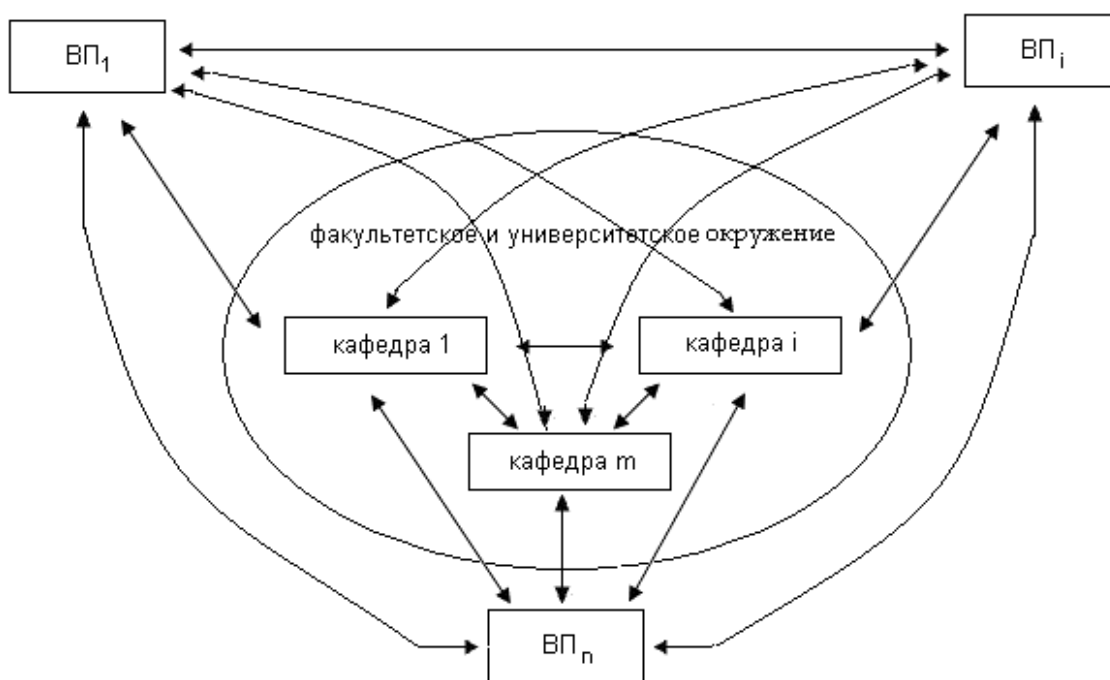 ВП1
ВПi
факультетское и университетское окружение
кафедра 1
кафедра i
кафедра m
ВПn